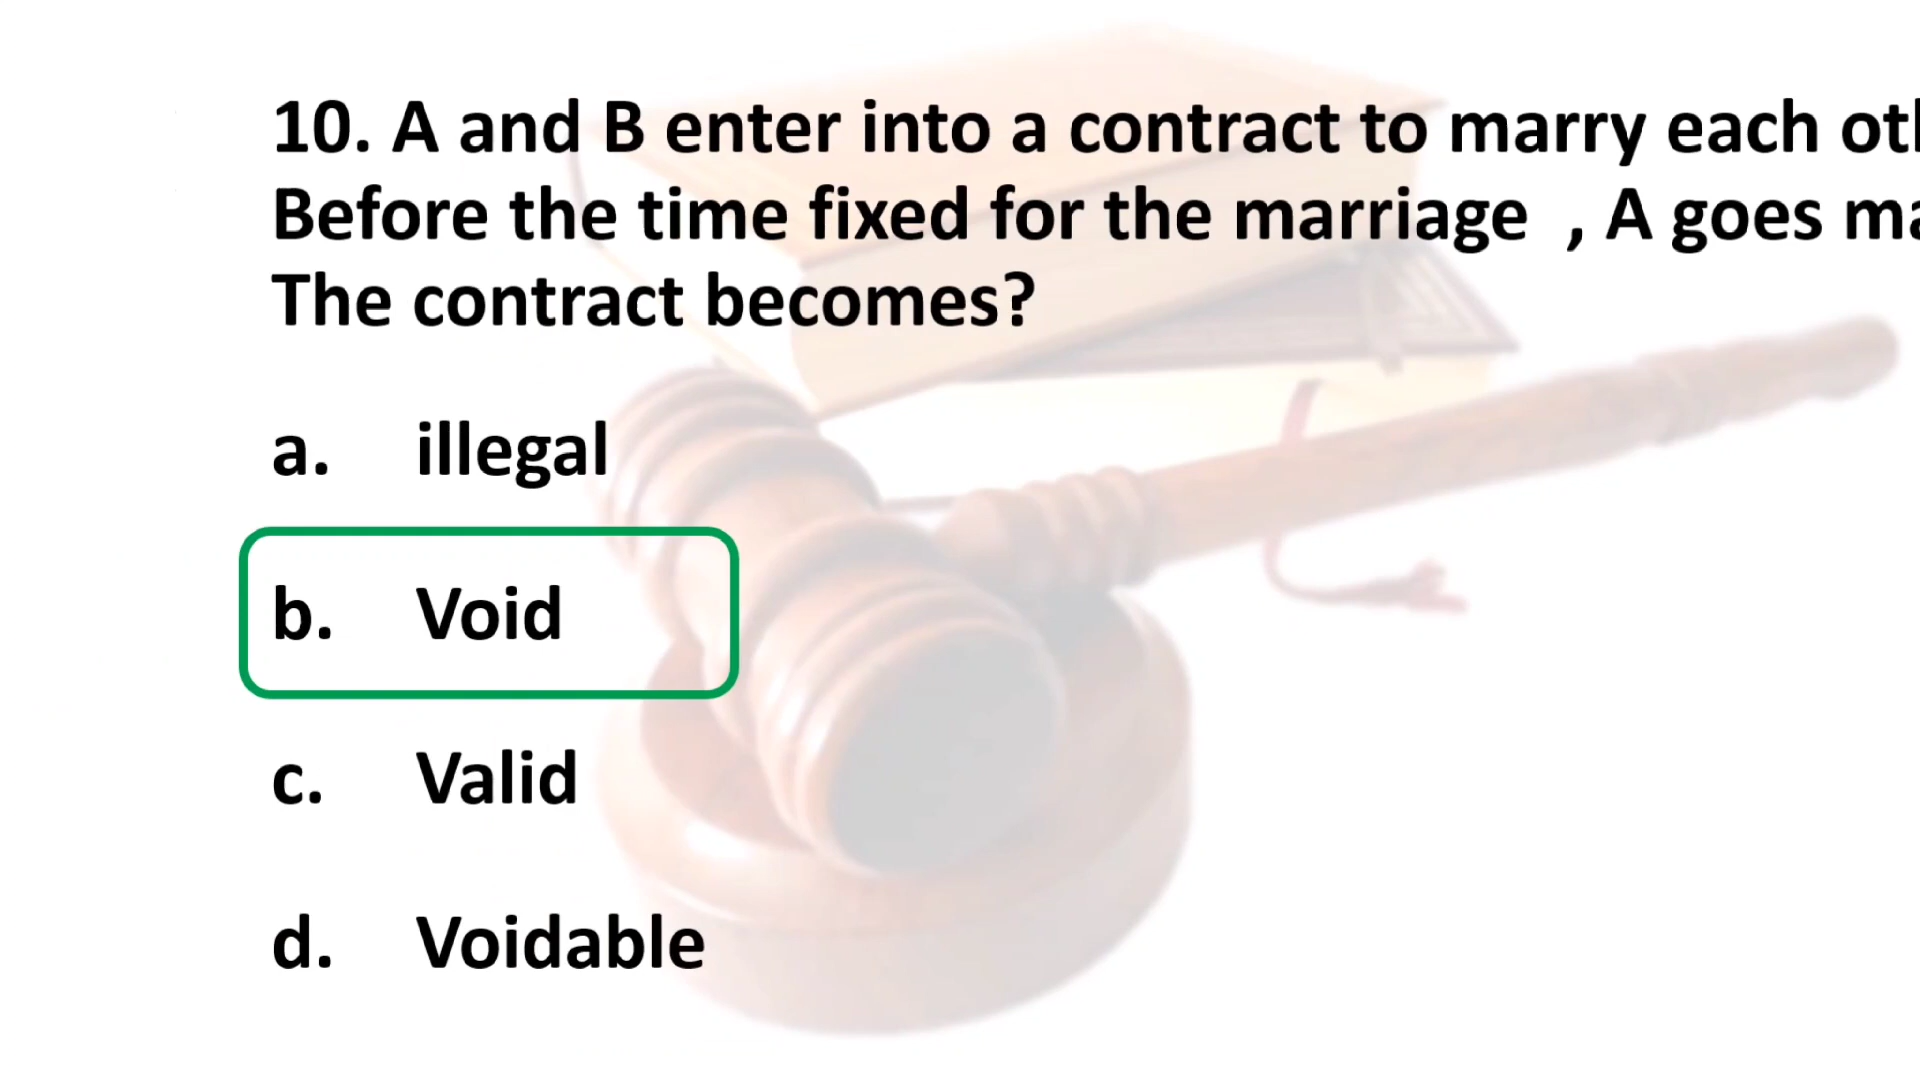 10. A and B enter into a contract to marry each
Before the time fixed for the marriage , A goes
The contract becomes?
a. illegal
b. Void
c. Valid
d. Voidable